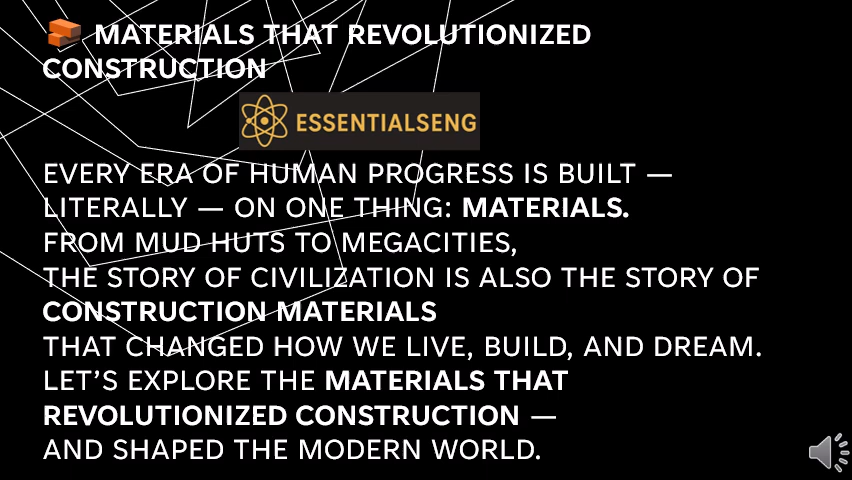 MATERIALS THAT REVOLUTIONIZED
CONSTRUCTION
ESSENTIALSENG
EVERY ERA OF HUMAN PROGRESS IS BUILT —
LITERALLY — ON ONE THING: MATERIALS.
FROM MUD HUTS TO MEGACITIES,
THE STORY OF CIVILIZATION IS ALSO THE STORY OF
CONSTRUCTION MATERIALS
THAT CHANGED HOW WE LIVE, BUILD, AND DREAM.
LET’S EXPLORE THE MATERIALS THAT
REVOLUTIONIZED CONSTRUCTION —
AND SHAPED THE MODERN WORLD.